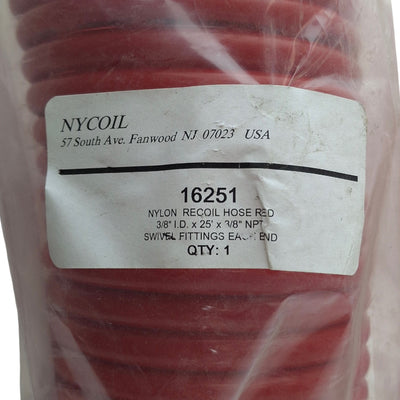 NYCOIL
57 South Ave. Fanwood NJ 07023 USA
16251
NYLON RECOIL HOSE RED
3/8" I.D. x 25' x 3/8" NPT
SWIVEL FITTINGS EACH END
QTY: 1